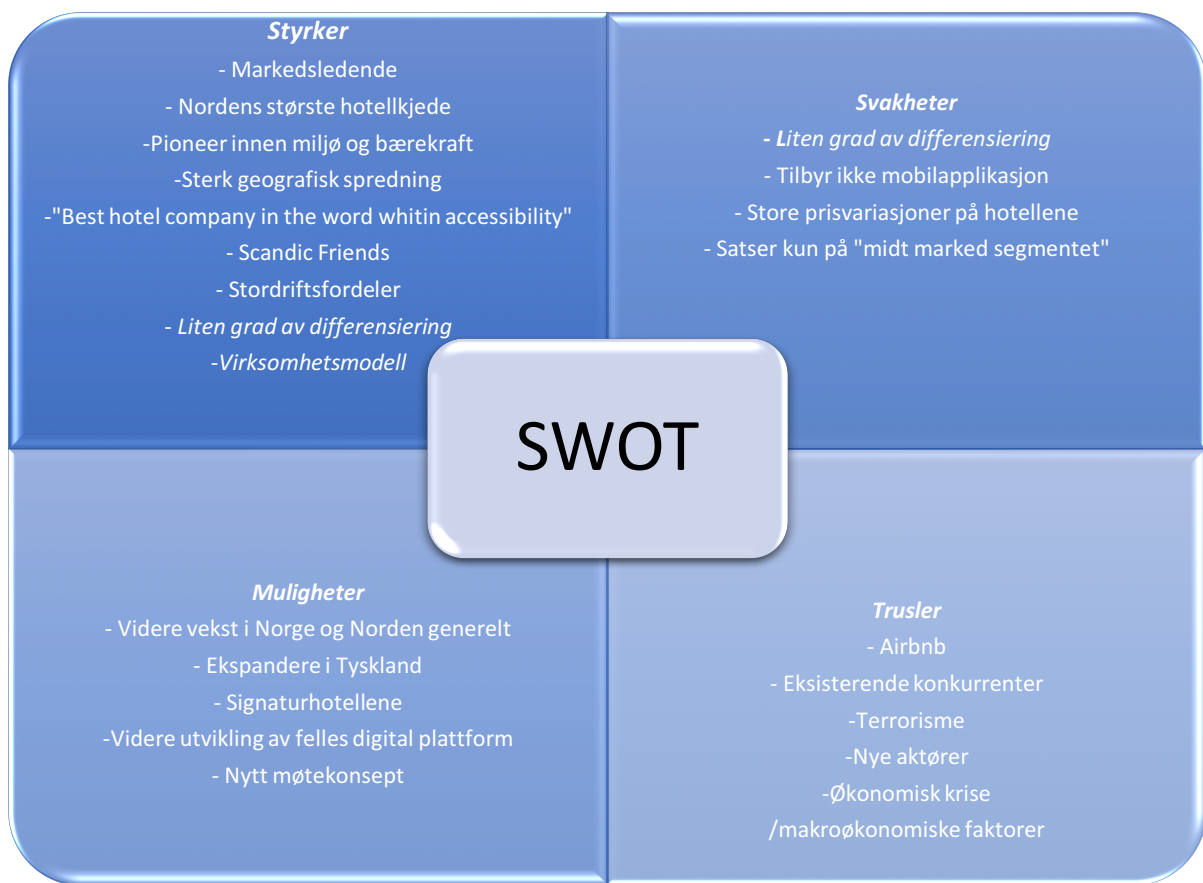 Styrker
- Markedsledende
- Nordens største hotellkjede
-Pioneer innen miljø og bærekraft
-Sterk geografisk spredning
-"Best hotel company in the word whitin accessibility"
- Scandic Friends
- Stordriftsfordeler
- Liten grad av differensiering
-Virksomhetsmodell
Svakheter
- Liten grad av differensiering
- Tilbyr ikke mobilapplikasjon
- Store prisvariasjoner på hotellene
- Satser kun på "midt marked segmentet"
SWOT
Muligheter
- Videre vekst i Norge og Norden generelt
- Ekspandere i Tyskland
- Signaturhotellene
-Videre utvikling av felles digital plattform
- Nytt møtekonsept
Trusler
- Airbnb
- Eksisterende konkurrenter
-Terrorisme
-Nye aktører
-Økonomisk krise
/makroøkonomiske faktorer